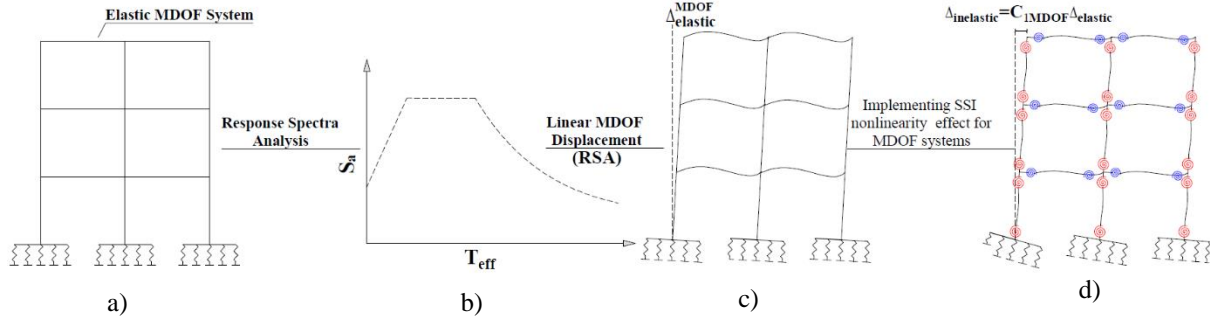 Elastic MDOF System
Response Spectra
Analysis
Sa
Teff
Linear MDOF
Displacement
(RSA)
Δ MDOF elastic
Implementing SSI
nonlinearity effect for
MDOF systems
Δinelastic=C1MDOFΔelastic
a)
b)
c)
d)